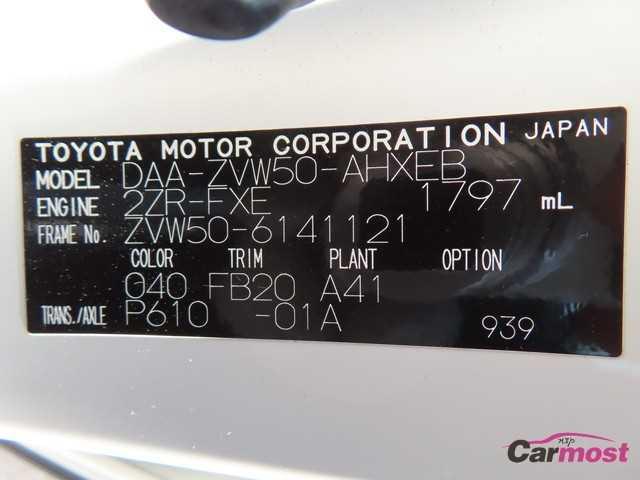 TOYOTA MOTOR CORPORATION JAPAN
MODEL DAA-ZVW50-AHXEB
ENGINE 2ZR-FXE 1797 mL
FRAME No. ZVW50-6141121
COLOR TRIM PLANT OPTION
040 FB20 A41
TRANS./AXLE P610 -01A
939
Carmost